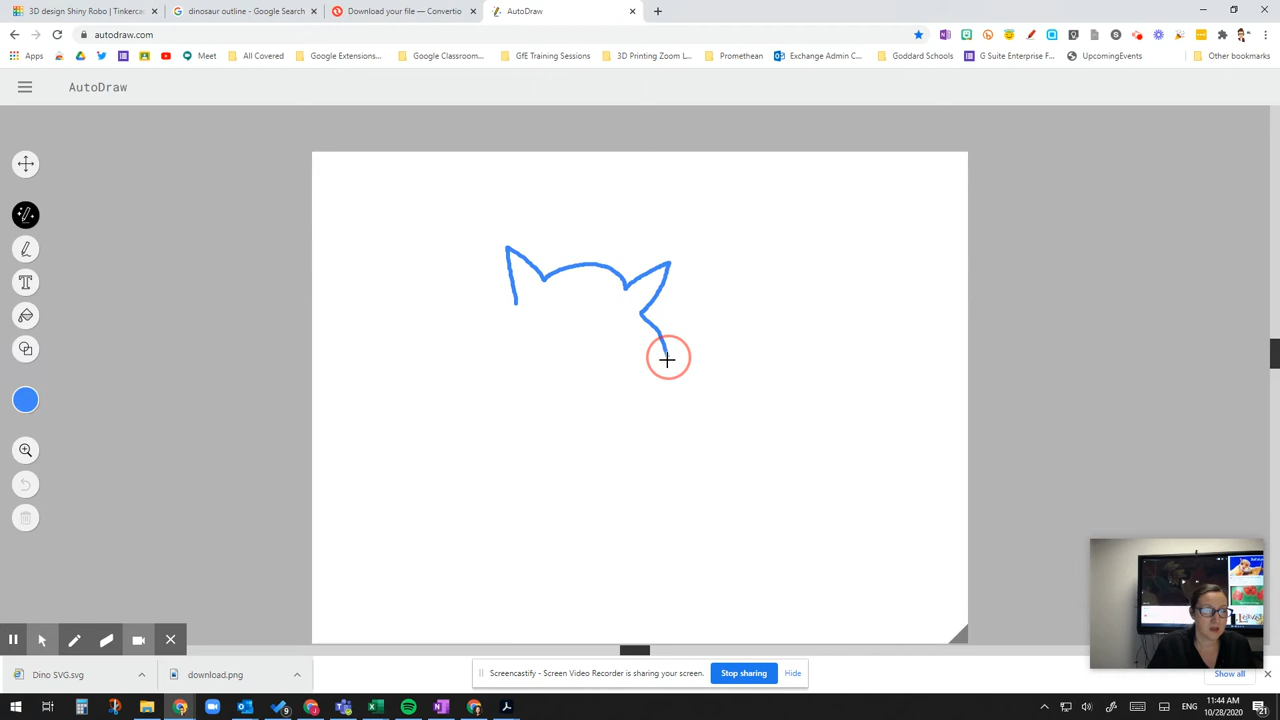 3D design Shiny Robo | Tinkerca
dinosaur outline - Google Search
Download your file — Convertio
AutoDraw
autodraw.com
Apps
Meet
All Covered
Google Extensions...
Google Classroom...
GfE Training Sessions
3D Printing Zoom L...
Promethean
Exchange Admin C...
Goddard Schools
G Suite Enterprise F...
UpcomingEvents
Other bookmarks
AutoDraw
Dino SVG.svg
download.png
Screencastify - Screen Video Recorder is sharing your screen.
Stop sharing
Hide
Show all
ENG
11:44 AM
10/28/2020
21